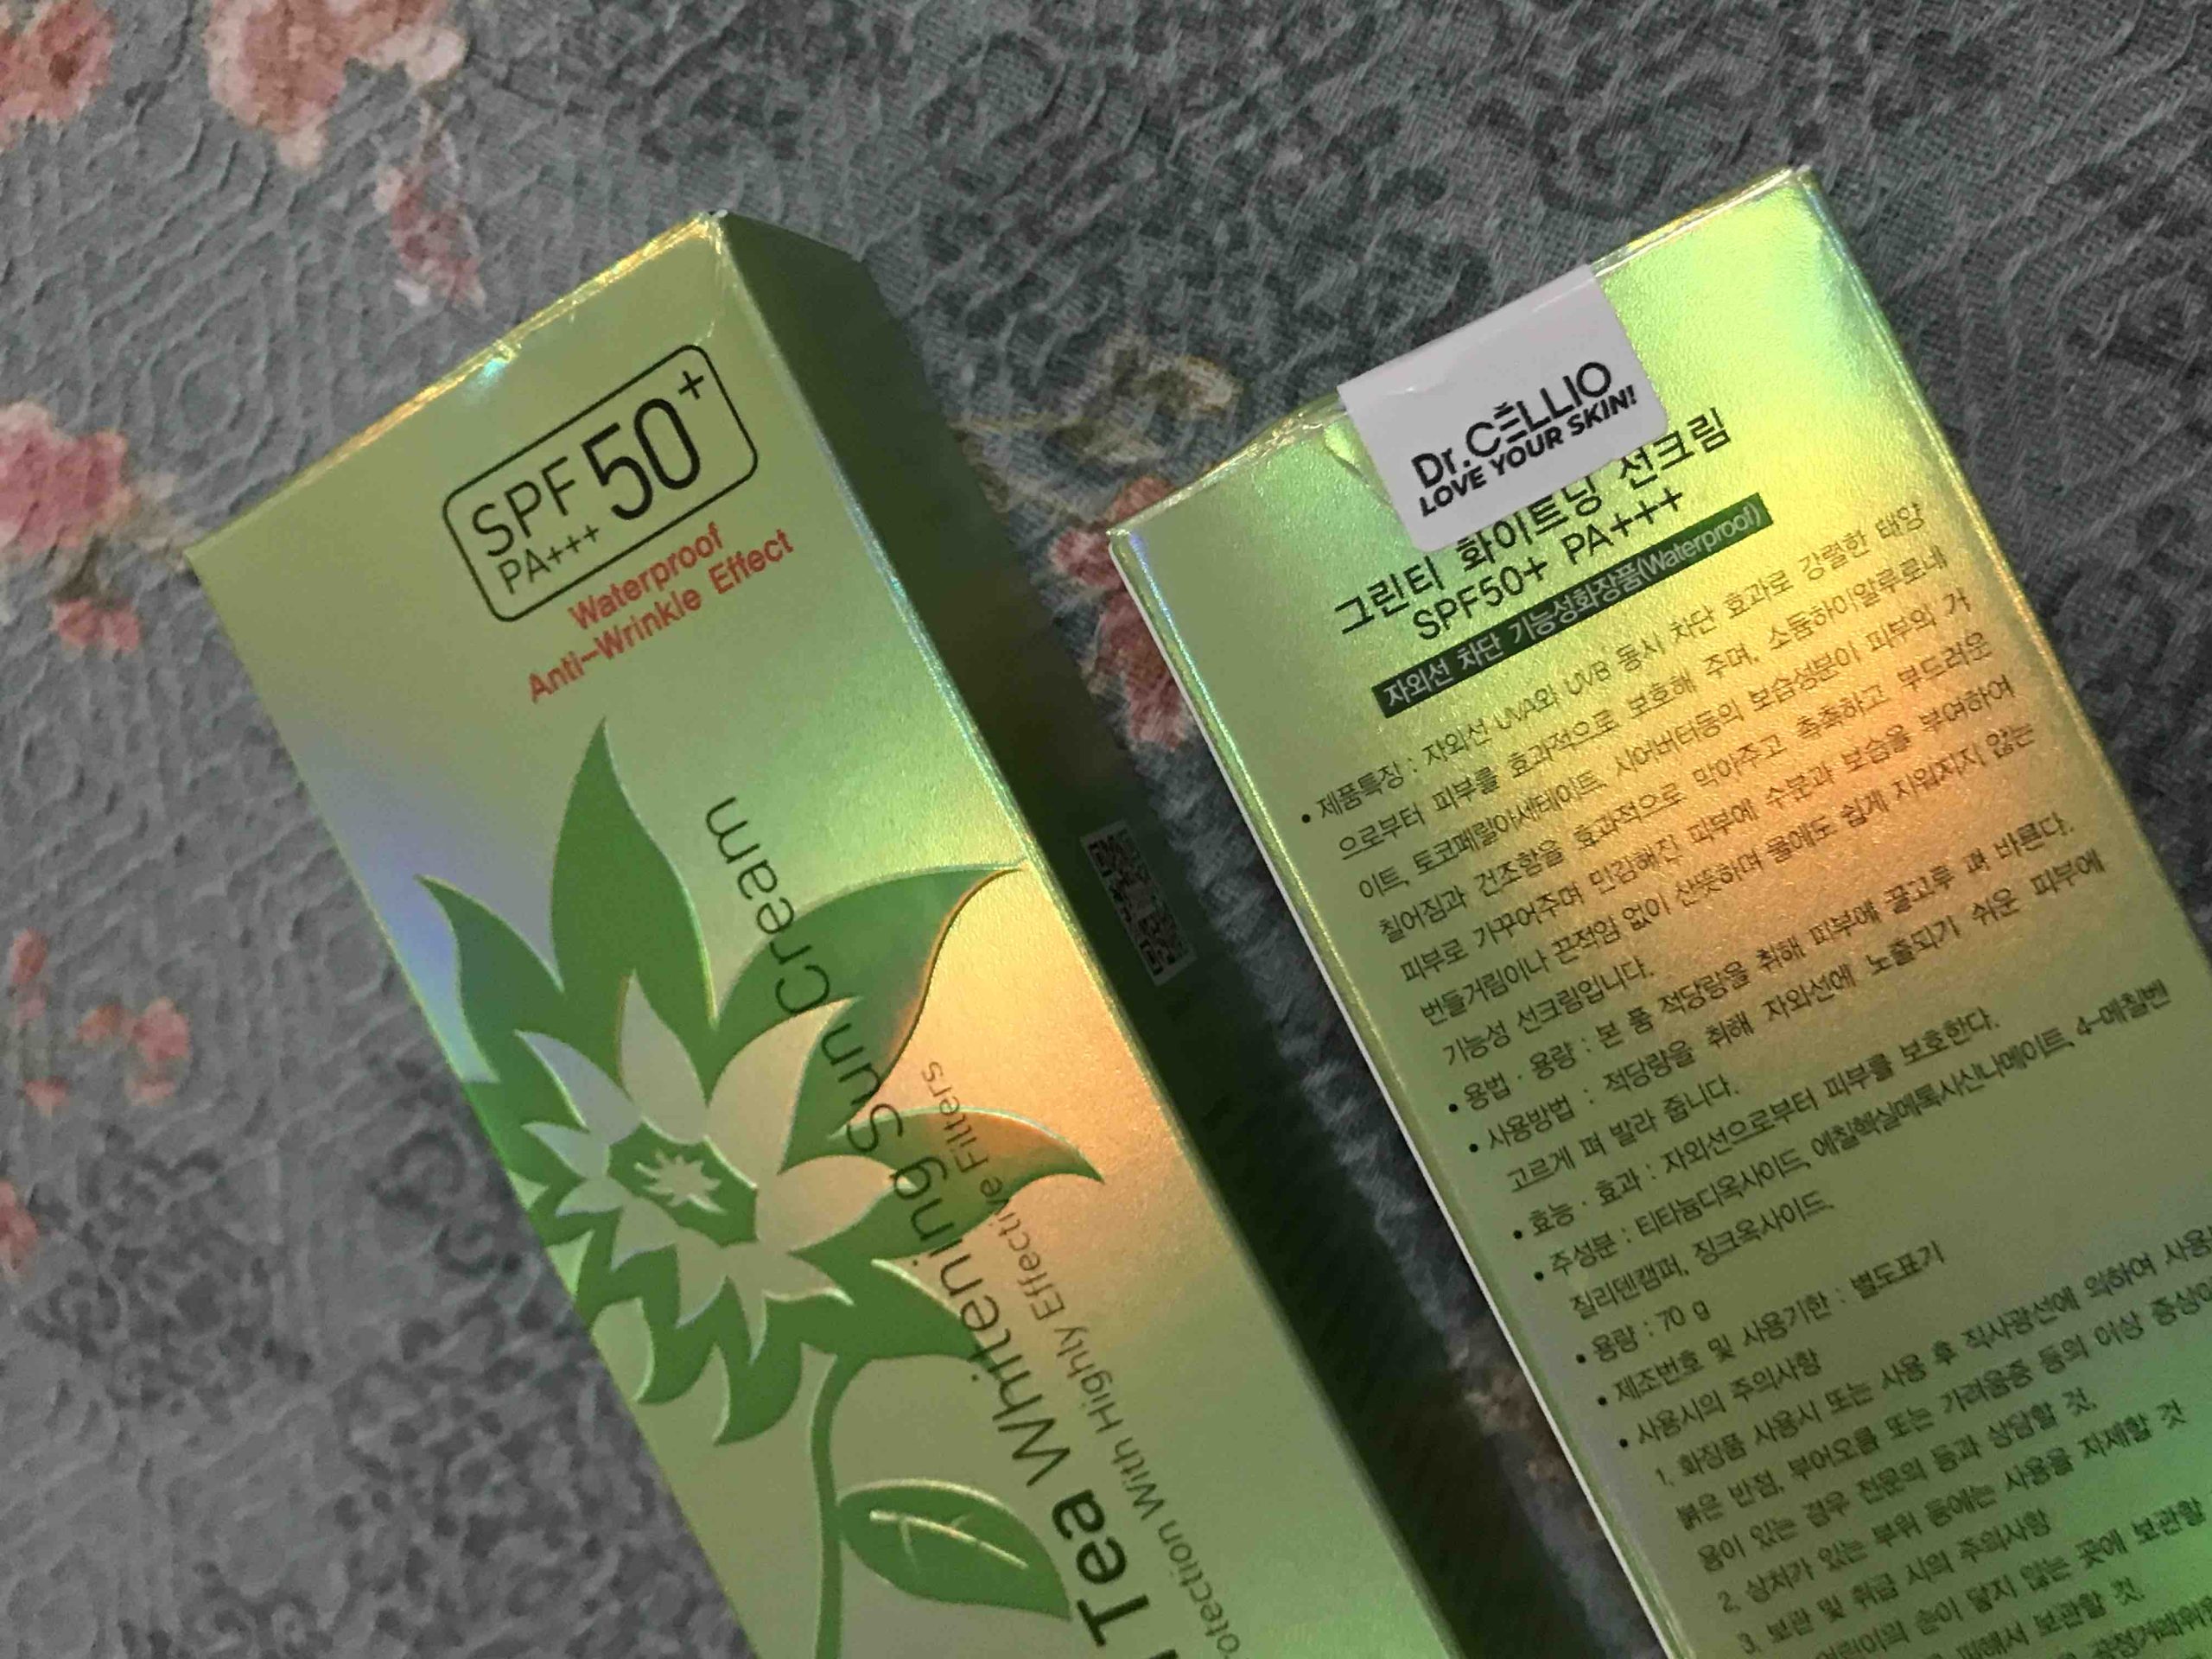 SPF 50+
PA+++
Waterproof
Anti-Wrinkle Effect
Tea Whitening Sun Cream
With Highly Effective Filters
Dr.CELLIO
LOVE YOUR SKIN!
그린티 화이트닝 선크림
SPF50+ PA+++
자외선 차단 기능성화장품(Waterproof)
• 제품특징 : 자외선 UVA와 UVB 동시 차단 효과로 강렬한 태양
으로부터 피부를 효과적으로 보호해 주며, 소듐하이알루로네
이트, 토코페릴아세테이트, 시어버터등의 보습성분이 피부의 거
칠어짐과 건조함을 효과적으로 막아주고 촉촉하고 부드러운
피부로 가꾸어주며 민감해진 피부에 수분과 보습을 부여하여
번들거림이나 끈적임 없이 산뜻하며 물에도 쉽게 지워지지 않는
기능성 선크림입니다.
• 용법 · 용량 : 본 품 적당량을 취해 피부에 골고루 펴 바른다.
• 사용방법 : 적당량을 취해 자외선에 노출되기 쉬운 피부에
고르게 펴 발라 줍니다.
• 효능 · 효과 : 자외선으로부터 피부를 보호한다.
• 주성분 : 티타늄디옥사이드, 에칠헥실메톡시신나메이트, 4-메칠벤
질리덴캠퍼, 징크옥사이드.
• 용량 : 70 g
• 제조번호 및 사용기한 : 별도표기
• 사용시의 주의사항
1. 화장품 사용시 또는 사용 후 직사광선에 의하여 사용
붉은 반점, 부어오름 또는 가려움증 등의 이상 증상
용이 있는 경우 전문의 등과 상담할 것.
2. 상처가 있는 부위 등에는 사용을 자제할 것
3. 보관 및 취급 시의 주의사항
어린이의 손이 닿지 않는 곳에 보관할
피해서 보관할 것.